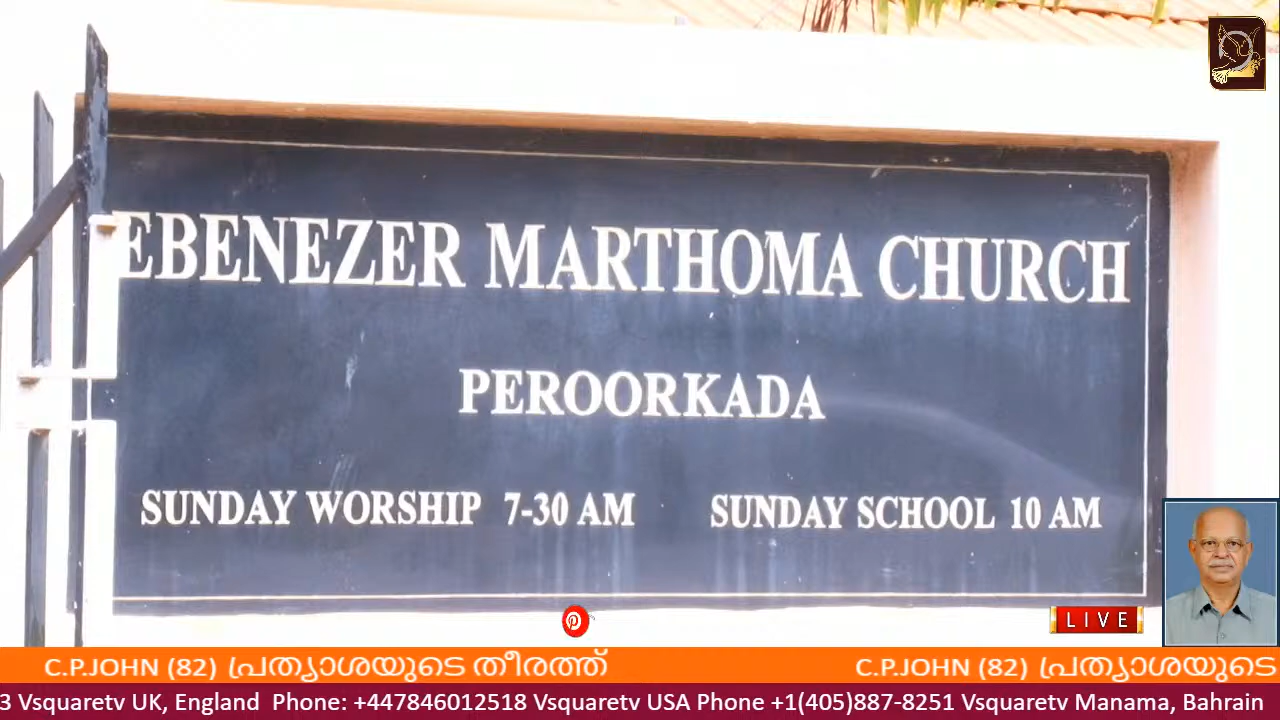 EBENEZER MARTHOMA CHURCH
PEROORKADA
SUNDAY WORSHIP 7-30 AM SUNDAY SCHOOL 10 AM
LIVE
C.P.JOHN (82) പ്രത്യാശയുടെ തീരത്ത് C.P.JOHN (82) പ്രത്യാശയുടെ
3 Vsquaretv UK, England Phone: +447846012518 Vsquaretv USA Phone +1(405)887-8251 Vsquaretv Manama, Bahrain